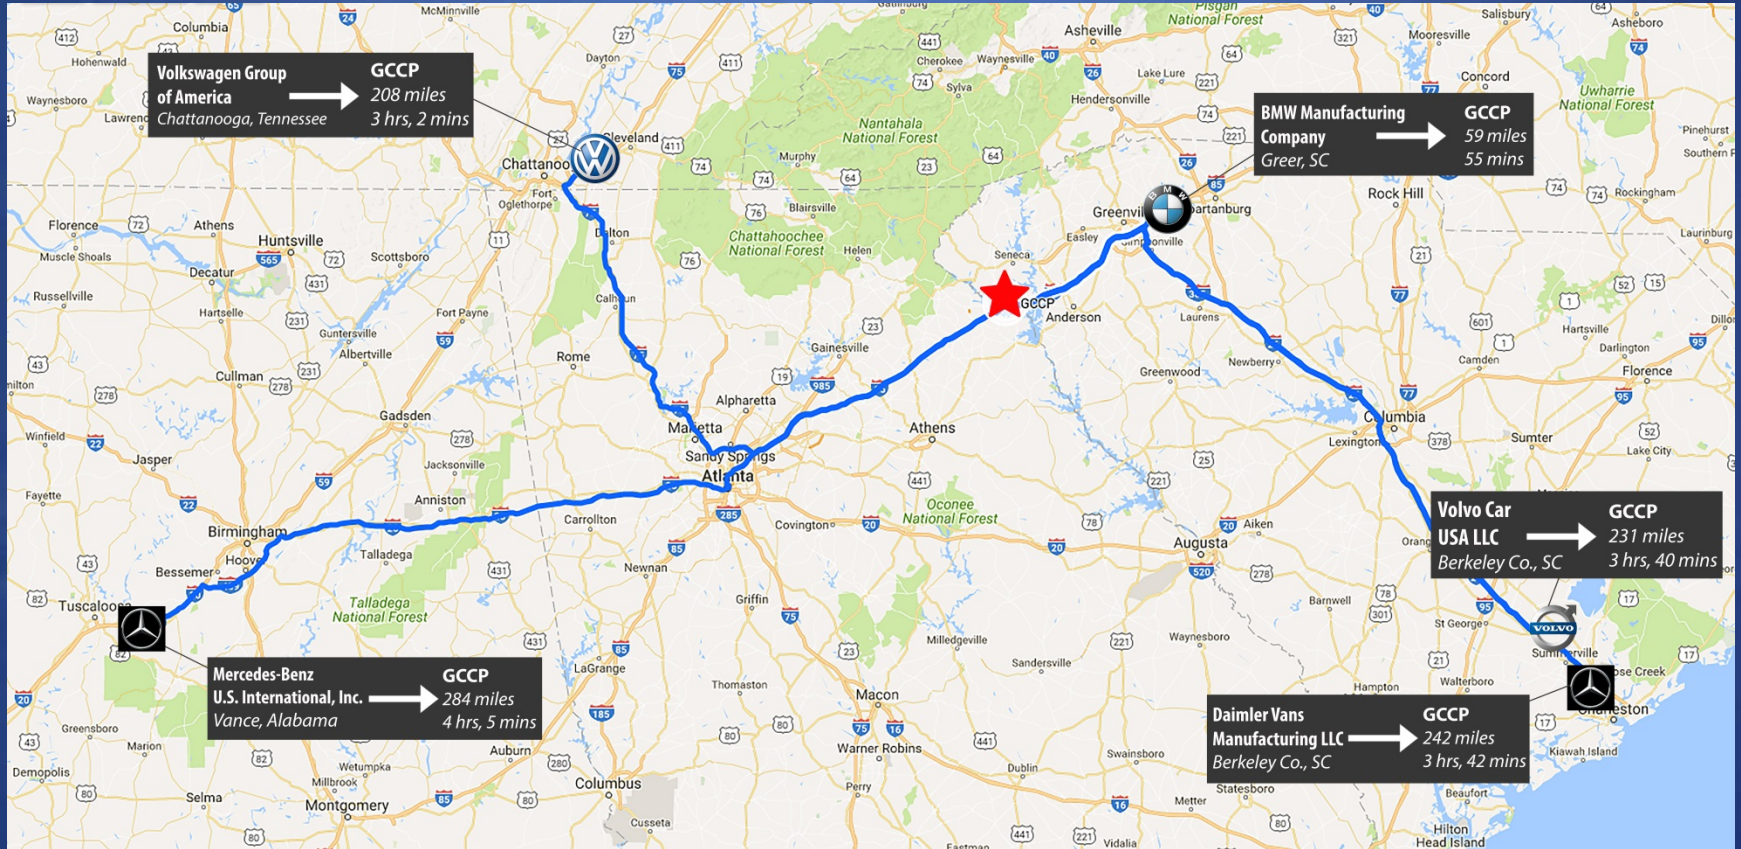 Volkswagen Group
of America
Chattanooga, Tennessee
GCCP
208 miles
3 hrs, 2 mins
BMW Manufacturing
Company
Greer, SC
GCCP
59 miles
55 mins
Volvo Car
USA LLC
Berkeley Co., SC
GCCP
231 miles
3 hrs, 40 mins
Mercedes-Benz
U.S. International, Inc.
Vance, Alabama
GCCP
284 miles
4 hrs, 5 mins
Daimler Vans
Manufacturing LLC
Berkeley Co., SC
GCCP
242 miles
3 hrs, 42 mins
GCCP
BMW
VOLVO
Columbia
McMinnville
Asheville
Salisbury
Asheboro
Mooresville
Hohenwald
Dayton
Cherokee
Waynesville
Lake Lure
Concord
Waynesboro
Sylva
Hendersonville
Uwharrie
National Forest
Pisgah
National Forest
Nantahala
National Forest
Cleveland
Pinehurst
Murphy
Rock Hill
Rockingham
Fort
Oglethorpe
Blairsville
Florence
Athens
Huntsville
Dalton
Chattahoochee
National Forest
Helen
Easley
Laurinburg
Muscle Shoals
Scottsboro
Seneca
Decatur
Russellville
Hartselle
Fort Payne
Calhoun
Anderson
Laurens
Guntersville
Albertville
Hartsville
Rome
Gainesville
Newberry
Camden
Darlington
Cullman
Greenwood
Florence
Gadsden
Alpharetta
Marietta
Athens
Columbia
Winfield
Lexington
Sumter
Jasper
Jacksonville
Sandy Springs
Lake City
Atlanta
Fayette
Anniston
Oconee
National Forest
Birmingham
Carrollton
Covington
Aiken
Hoover
Talladega
Augusta
Bessemer
Newnan
Tuscaloosa
Talladega
National Forest
Griffin
Barnwell
St George
Milledgeville
Waynesboro
Summerville
LaGrange
Sandersville
Thomaston
Hampton
Walterboro
Macon
Charleston
Greensboro
Marion
Auburn
Warner Robins
Kiawah Island
Demopolis
Wetumpka
Millbrook
Columbus
Dublin
Swainsboro
Statesboro
Selma
Montgomery
Perry
Metter
Beaufort
Cusseta
Eastman
Vidalia
Hilton
Head Island